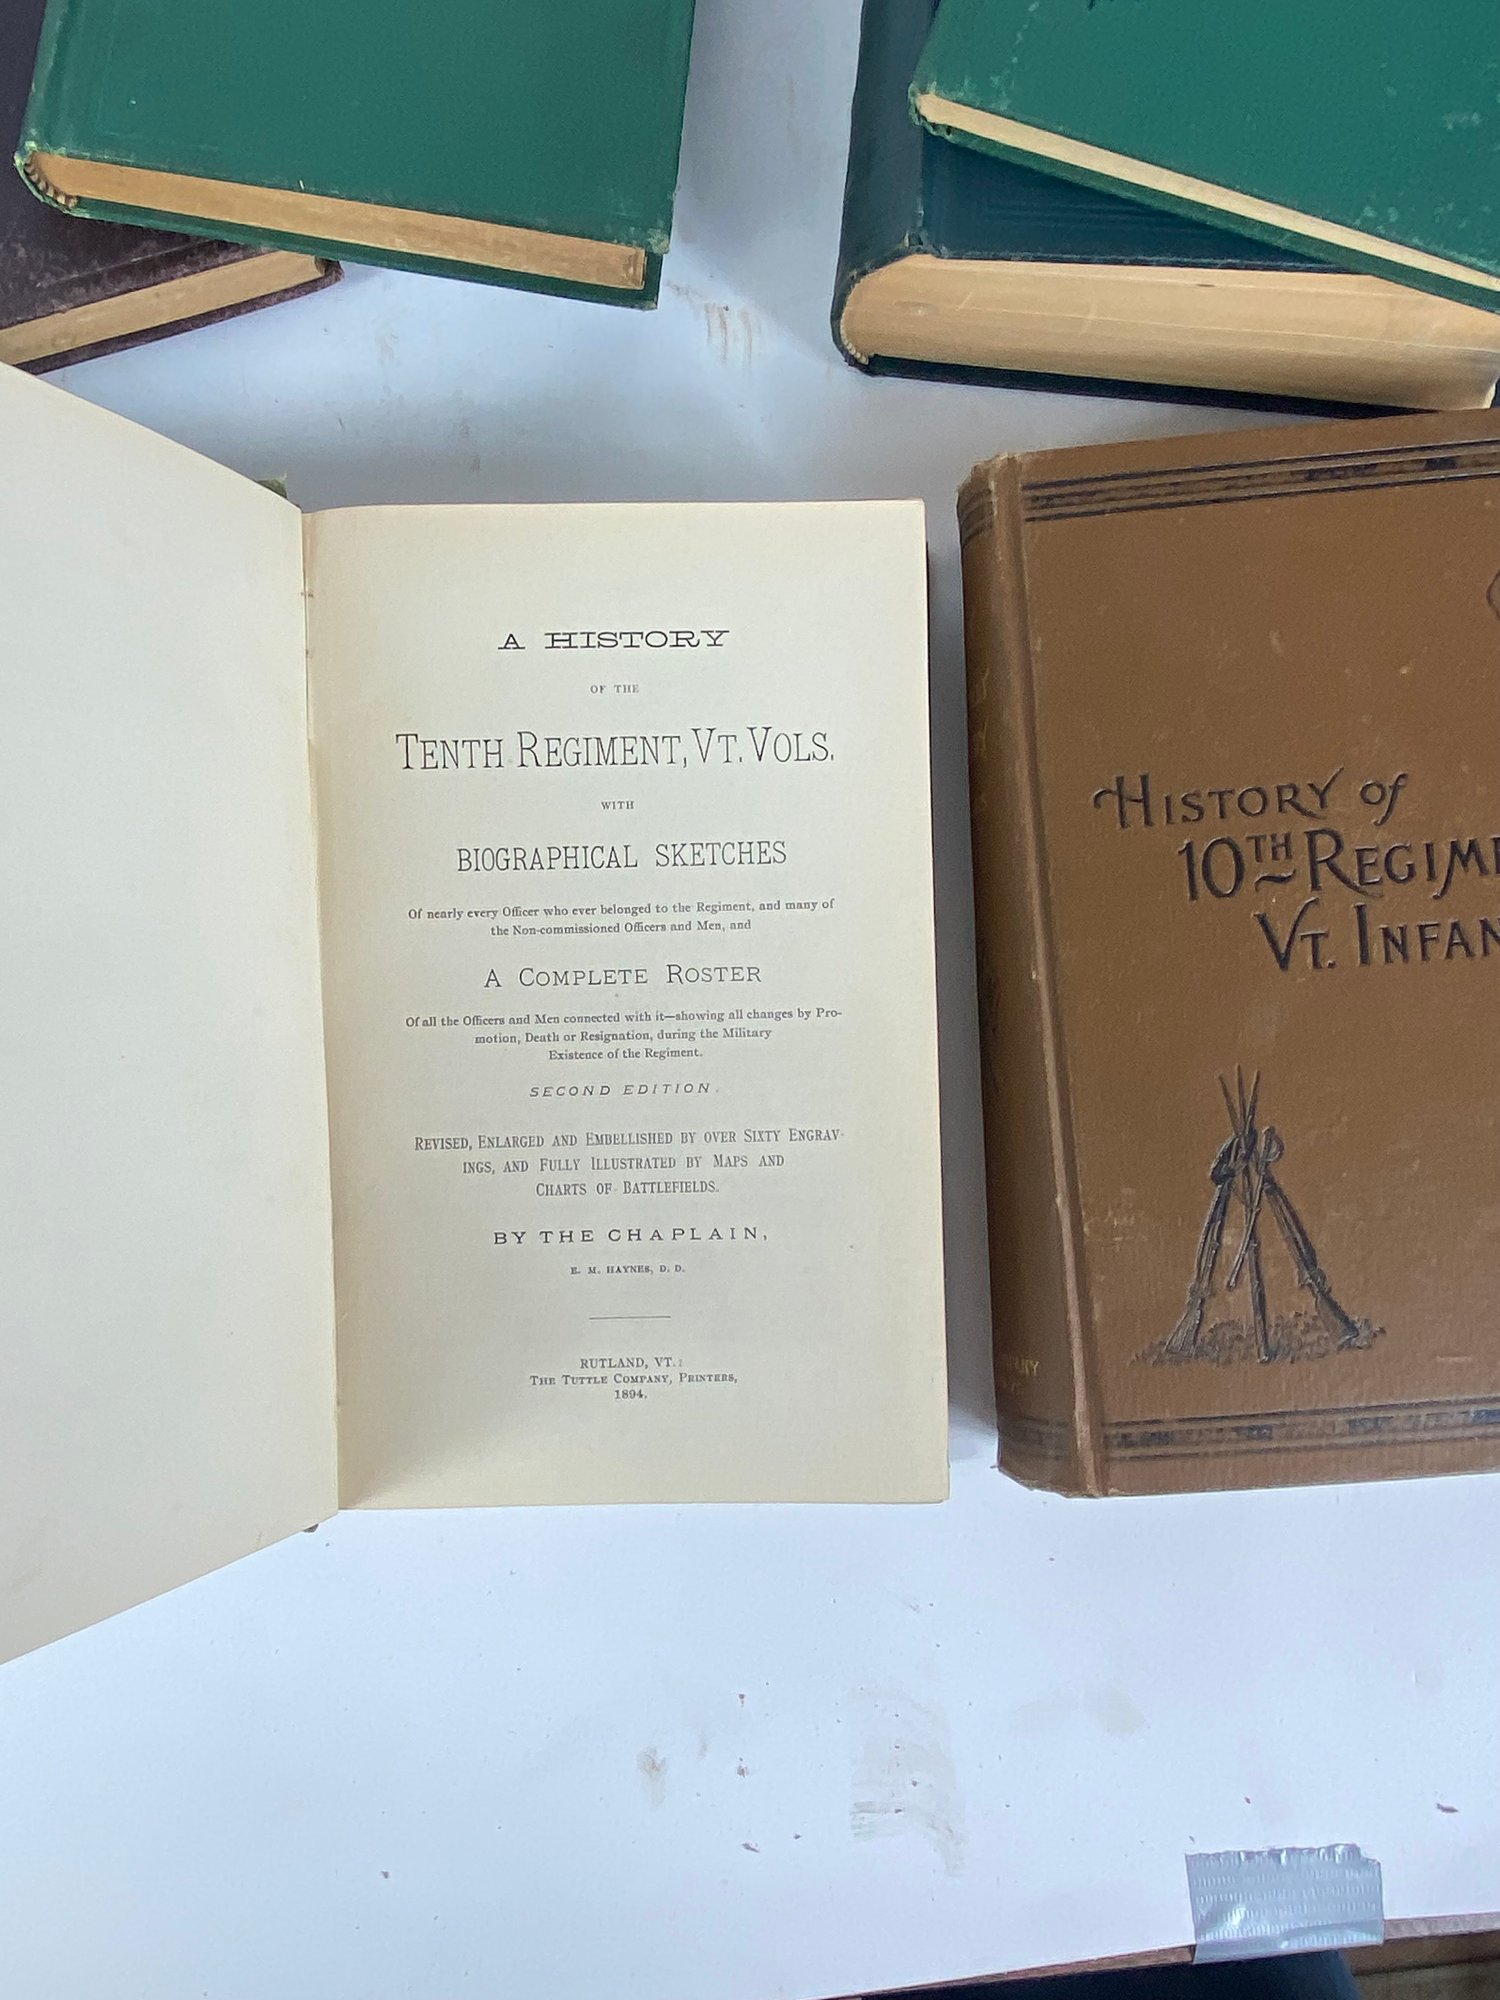 A HISTORY
OF THE
TENTH REGIMENT, VT. VOLS.
WITH
BIOGRAPHICAL SKETCHES
Of nearly every Officer who ever belonged to the Regiment, and many of
the Non-commissioned Officers and Men, and
A COMPLETE ROSTER
Of all the Officers and Men connected with it—showing all changes by Pro-
motion, Death or Resignation, during the Military
Existence of the Regiment.
SECOND EDITION.
REVISED, ENLARGED AND EMBELLISHED BY OVER SIXTY ENGRAV-
INGS, AND FULLY ILLUSTRATED BY MAPS AND
CHARTS OF BATTLEFIELDS.
BY THE CHAPLAIN,
E. M. HAYNES, D. D.
RUTLAND, VT.:
THE TUTTLE COMPANY, PRINTERS,
1894.
HISTORY of
10TH REGIM
VT. INFAN